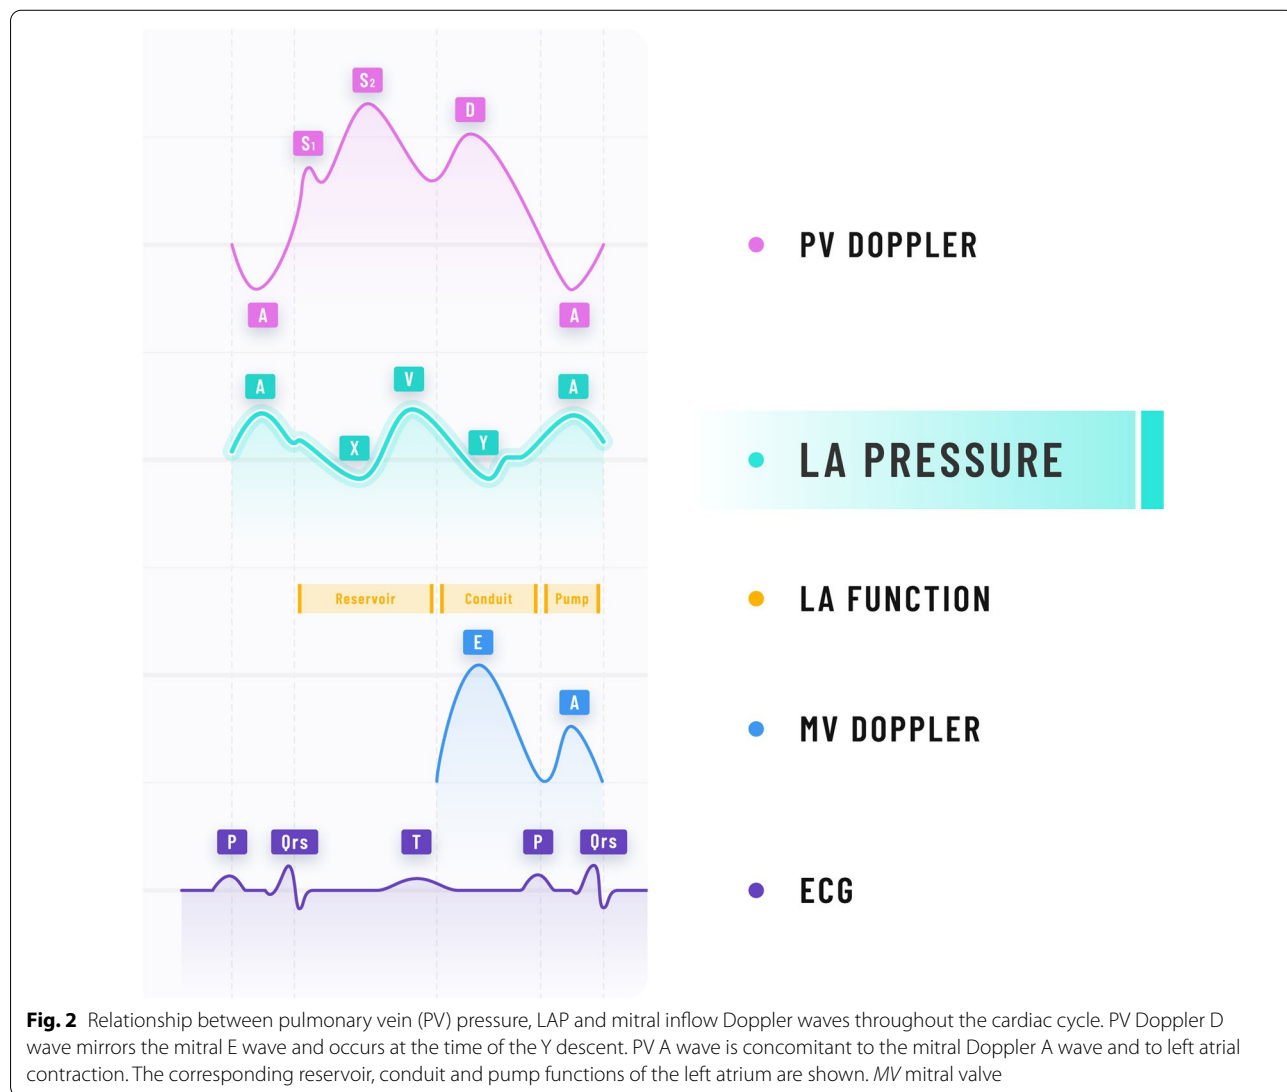 S2
D
S1
PV DOPPLER
A
A
V
A
A
X
Y
LA PRESSURE
Reservoir
Conduit
Pump
LA FUNCTION
E
A
MV DOPPLER
P
Qrs
T
P
Qrs
ECG
Fig. 2 Relationship between pulmonary vein (PV) pressure, LAP and mitral inflow Doppler waves throughout the cardiac cycle. PV Doppler D
wave mirrors the mitral E wave and occurs at the time of the Y descent. PV A wave is concomitant to the mitral Doppler A wave and to left atrial
contraction. The corresponding reservoir, conduit and pump functions of the left atrium are shown. MV mitral valve